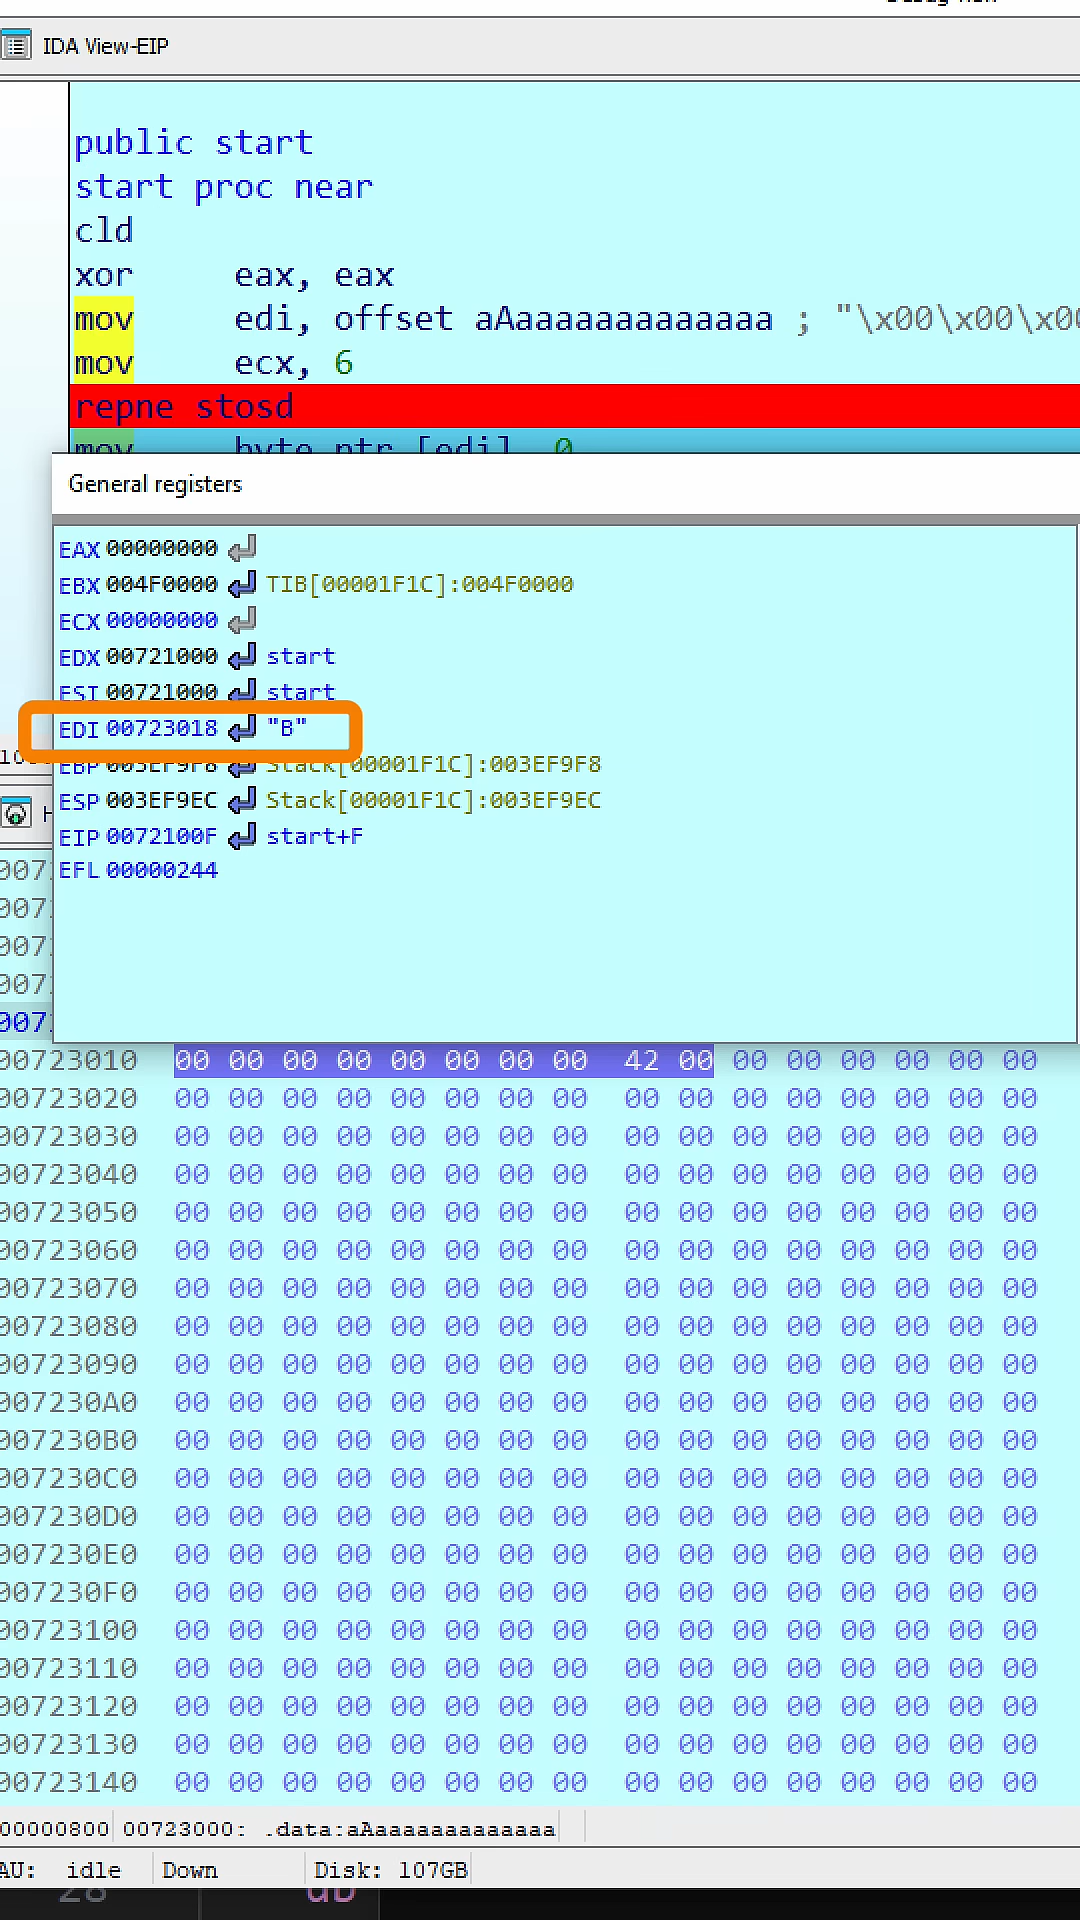 IDA View-EIP
public start
start proc near
cld
xor eax, eax
mov edi, offset aAaaaaaaaaaaaaa ; "\x00\x00\x00
mov ecx, 6
repne stosd
mov byte ptr [edi], 0
General registers
EAX 00000000
EBX 004F0000 TIB[00001F1C]:004F0000
ECX 00000000
EDX 00721000 start
ESI 00721000 start
EDI 00723018 "B"
EBP 003EF9F8 Stack[00001F1C]:003EF9F8
ESP 003EF9EC Stack[00001F1C]:003EF9EC
EIP 0072100F start+F
EFL 00000244
00723010 00 00 00 00 00 00 00 00 42 00 00 00 00 00 00 00
00723020 00 00 00 00 00 00 00 00 00 00 00 00 00 00 00 00
00723030 00 00 00 00 00 00 00 00 00 00 00 00 00 00 00 00
00723040 00 00 00 00 00 00 00 00 00 00 00 00 00 00 00 00
00723050 00 00 00 00 00 00 00 00 00 00 00 00 00 00 00 00
00723060 00 00 00 00 00 00 00 00 00 00 00 00 00 00 00 00
00723070 00 00 00 00 00 00 00 00 00 00 00 00 00 00 00 00
00723080 00 00 00 00 00 00 00 00 00 00 00 00 00 00 00 00
00723090 00 00 00 00 00 00 00 00 00 00 00 00 00 00 00 00
007230A0 00 00 00 00 00 00 00 00 00 00 00 00 00 00 00 00
007230B0 00 00 00 00 00 00 00 00 00 00 00 00 00 00 00 00
007230C0 00 00 00 00 00 00 00 00 00 00 00 00 00 00 00 00
007230D0 00 00 00 00 00 00 00 00 00 00 00 00 00 00 00 00
007230E0 00 00 00 00 00 00 00 00 00 00 00 00 00 00 00 00
007230F0 00 00 00 00 00 00 00 00 00 00 00 00 00 00 00 00
00723100 00 00 00 00 00 00 00 00 00 00 00 00 00 00 00 00
00723110 00 00 00 00 00 00 00 00 00 00 00 00 00 00 00 00
00723120 00 00 00 00 00 00 00 00 00 00 00 00 00 00 00 00
00723130 00 00 00 00 00 00 00 00 00 00 00 00 00 00 00 00
00723140 00 00 00 00 00 00 00 00 00 00 00 00 00 00 00 00
00000800 00723000: .data:aAaaaaaaaaaaaaa
AU: idle Down Disk: 107GB
28 db